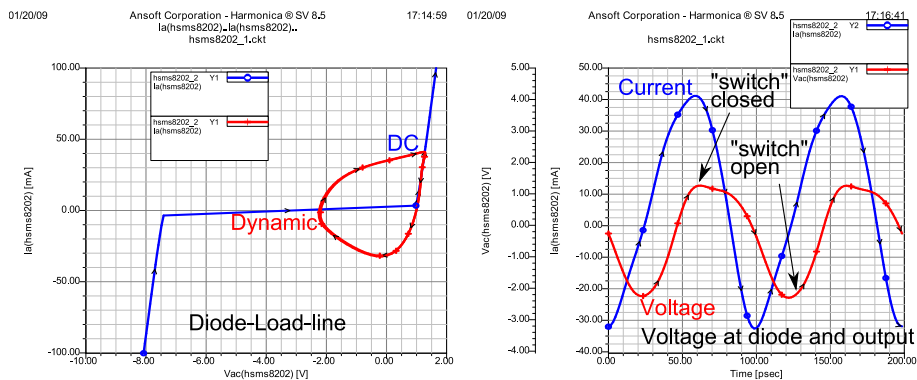 01/20/09
Ansoft Corporation - Harmonica ® SV 8.5
17:14:59
Ia(hsms8202)..Ia(hsms8202)..
hsms8202_1.ckt
100.00
50.00
0.00
-50.00
-100.00
Ia(hsms8202) [mA]
hsms8202_2 Y1
Ia(hsms8202)
hsms8202_2 Y1
Ia(hsms8202)
DC
Dynamic
Diode-Load-line
-10.00 -8.00 -6.00 -4.00 -2.00 0.00 2.00
Vac(hsms8202) [V]
01/20/09
Ansoft Corporation - Harmonica ® SV 8.5
17:16:41
hsms8202_1.ckt
hsms8202_2 Y2
Ia(hsms8202)
hsms8202_2 Y1
Vac(hsms8202)
5.00
4.00
3.00
2.00
1.00
0.00
-1.00
-2.00
-3.00
-4.00
Vac(hsms8202) [V]
50.00
40.00
30.00
20.00
10.00
0.00
-10.00
-20.00
-30.00
-40.00
Ia(hsms8202) [mA]
Current
"switch"
closed
"switch"
open
Voltage
Voltage at diode and output
0.00 50.00 100.00 150.00 200.00
Time [psec]